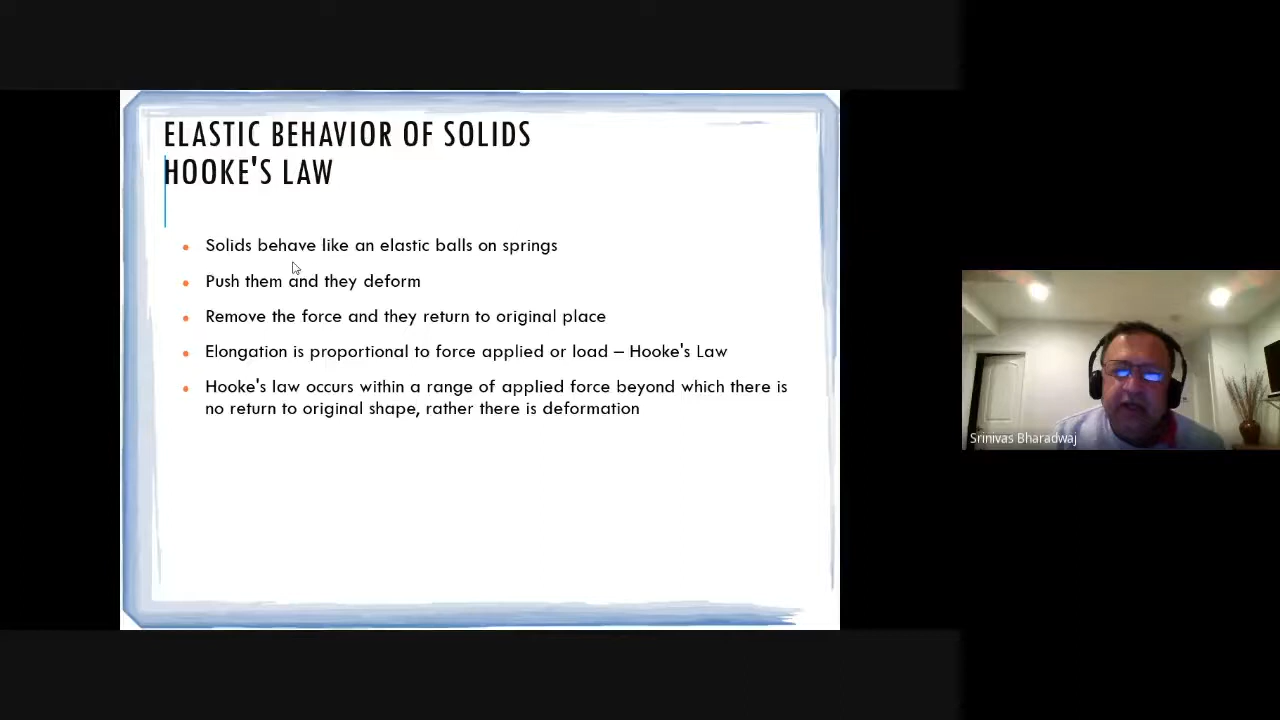 ELASTIC BEHAVIOR OF SOLIDS
HOOKE'S LAW
• Solids behave like an elastic balls on springs
• Push them and they deform
• Remove the force and they return to original place
• Elongation is proportional to force applied or load – Hooke's Law
• Hooke's law occurs within a range of applied force beyond which there is
no return to original shape, rather there is deformation
Srinivas Bharadwaj